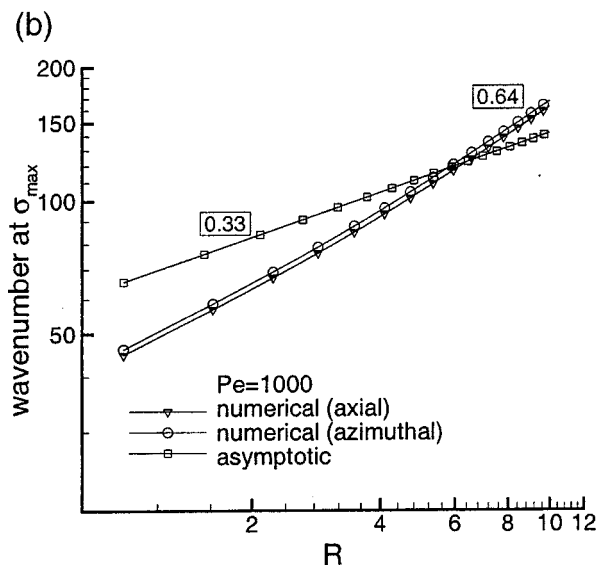 (b)
200
150
100
50
wavenumber at σmax
0.64
0.33
Pe=1000
numerical (axial)
numerical (azimuthal)
asymptotic
2 4 6 8 10 12
R